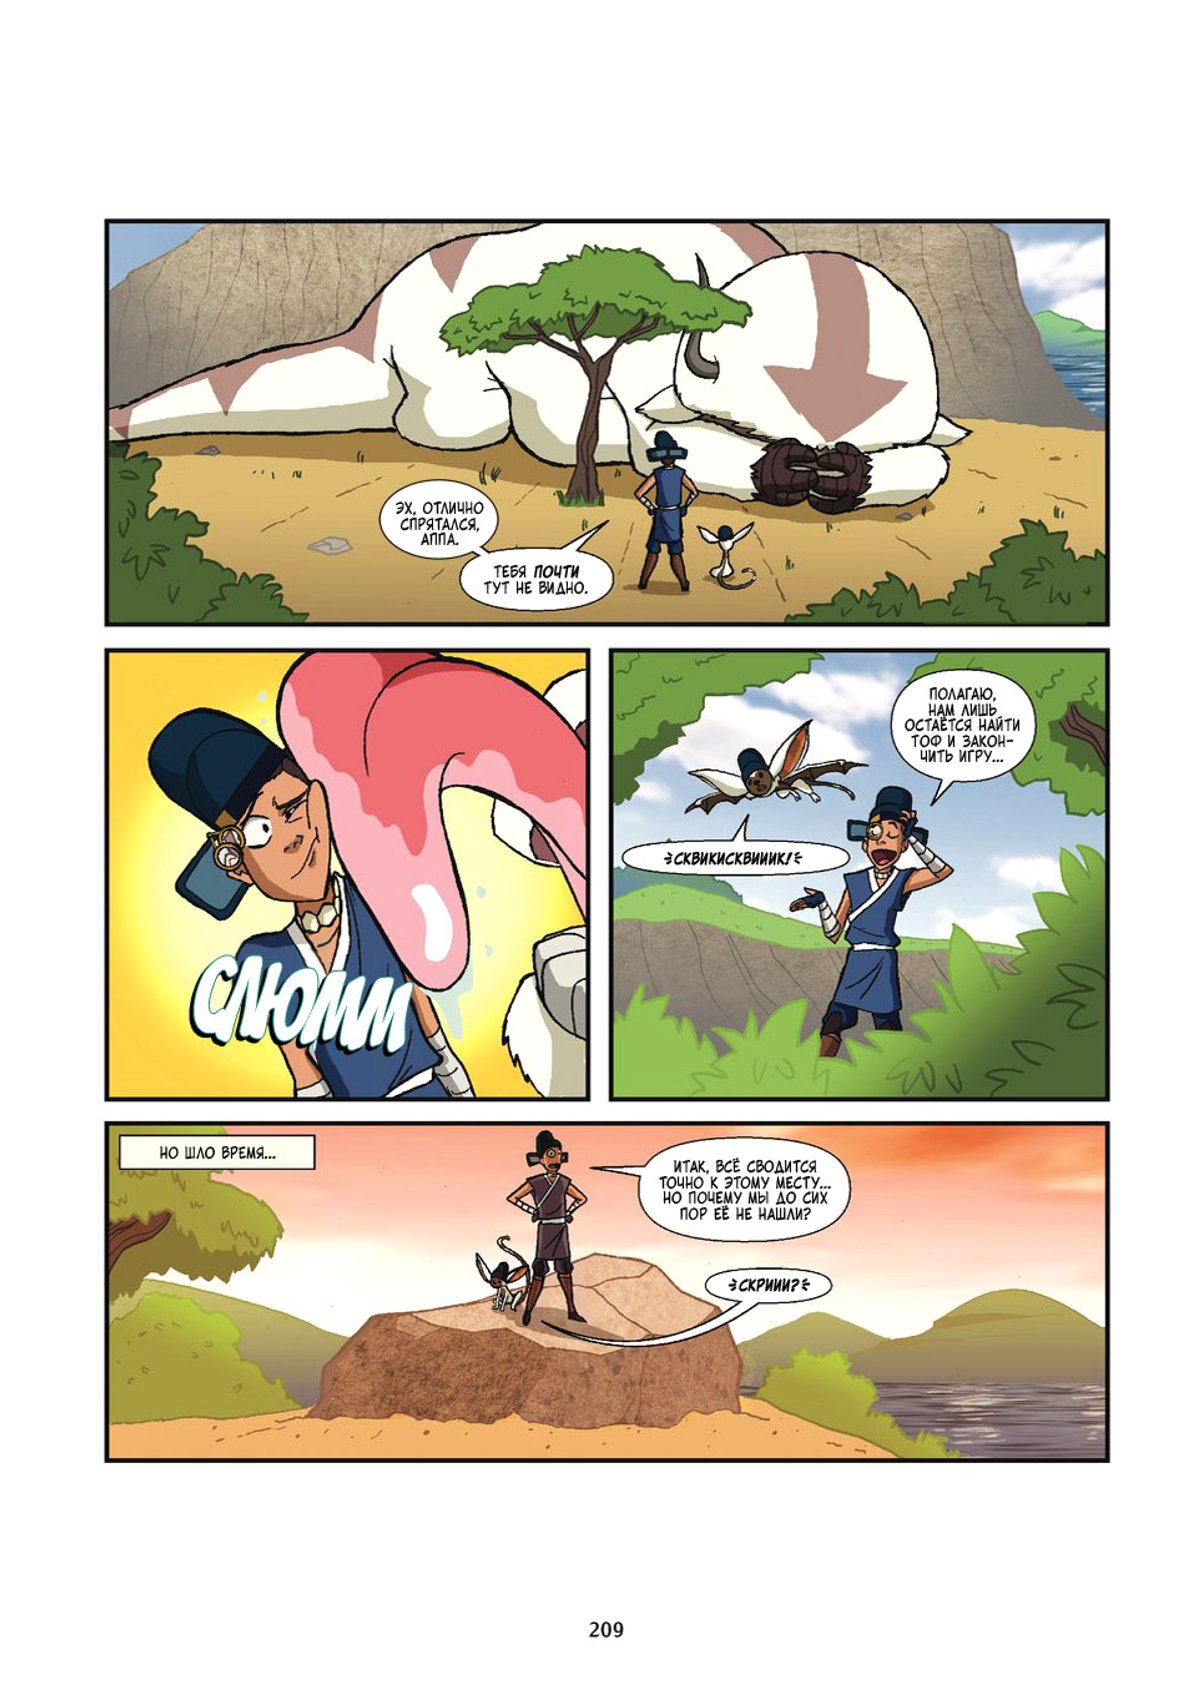 ЭХ, ОТЛИЧНО
СПРЯТАЛСЯ,
АППА.
ТЕБЯ ПОЧТИ
ТУТ НЕ ВИДНО.
СЛЮММ
ПОЛАГАЮ,
НАМ ЛИШЬ
ОСТАЁТСЯ НАЙТИ
ТОФ И ЗАКОН-
ЧИТЬ ИГРУ...
СКВИКИСКВИИИК!
НО ШЛО ВРЕМЯ...
ИТАК, ВСЁ СВОДИТСЯ
ТОЧНО К ЭТОМУ МЕСТУ...
НО ПОЧЕМУ МЫ ДО СИХ
ПОР ЕЁ НЕ НАШЛИ?
СКРИИИ?
209